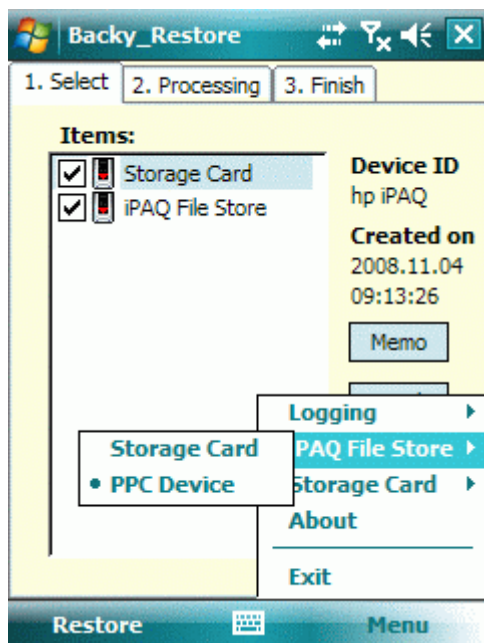 Backy_Restore
1. Select
2. Processing
3. Finish
Items:
Storage Card
iPAQ File Store
Device ID
hp iPAQ
Created on
2008.11.04
09:13:26
Memo
Logging
PAQ File Store
Storage Card
About
Exit
Storage Card
PPC Device
Restore
Menu